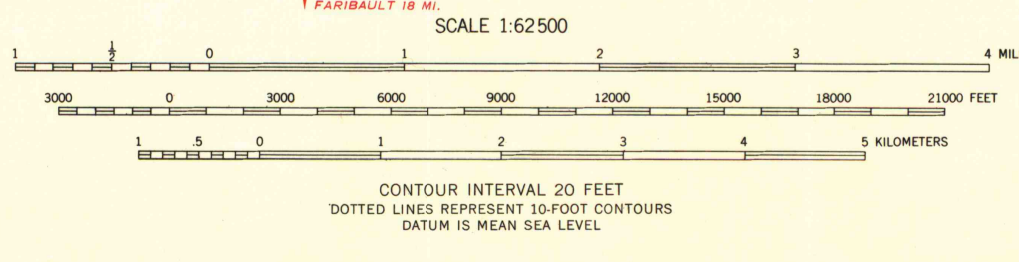 FARIBAULT 18 MI.
SCALE 1:62500
1 ½ 0 1 2 3 4 MIL
3000 0 3000 6000 9000 12000 15000 18000 21000 FEET
1 .5 0 1 2 3 4 5 KILOMETERS
CONTOUR INTERVAL 20 FEET
DOTTED LINES REPRESENT 10-FOOT CONTOURS
DATUM IS MEAN SEA LEVEL